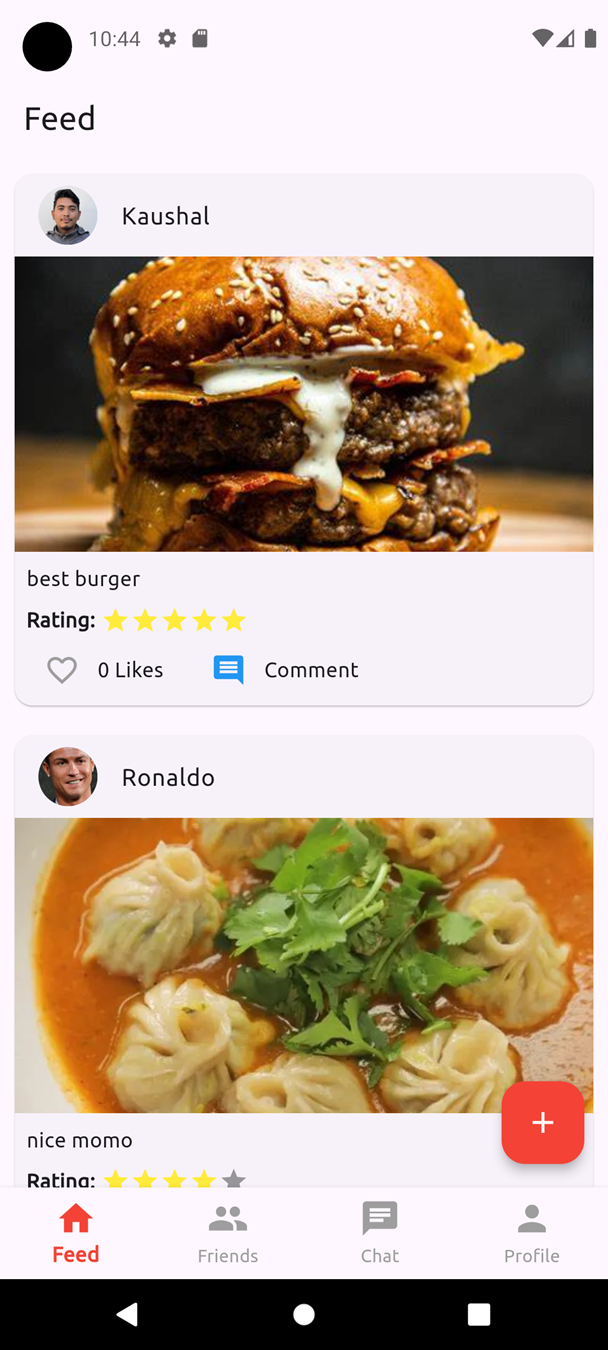 10:44
Feed
Kaushal
best burger
Rating:
0 Likes Comment
Ronaldo
nice momo
Rating:
Feed Friends Chat Profile